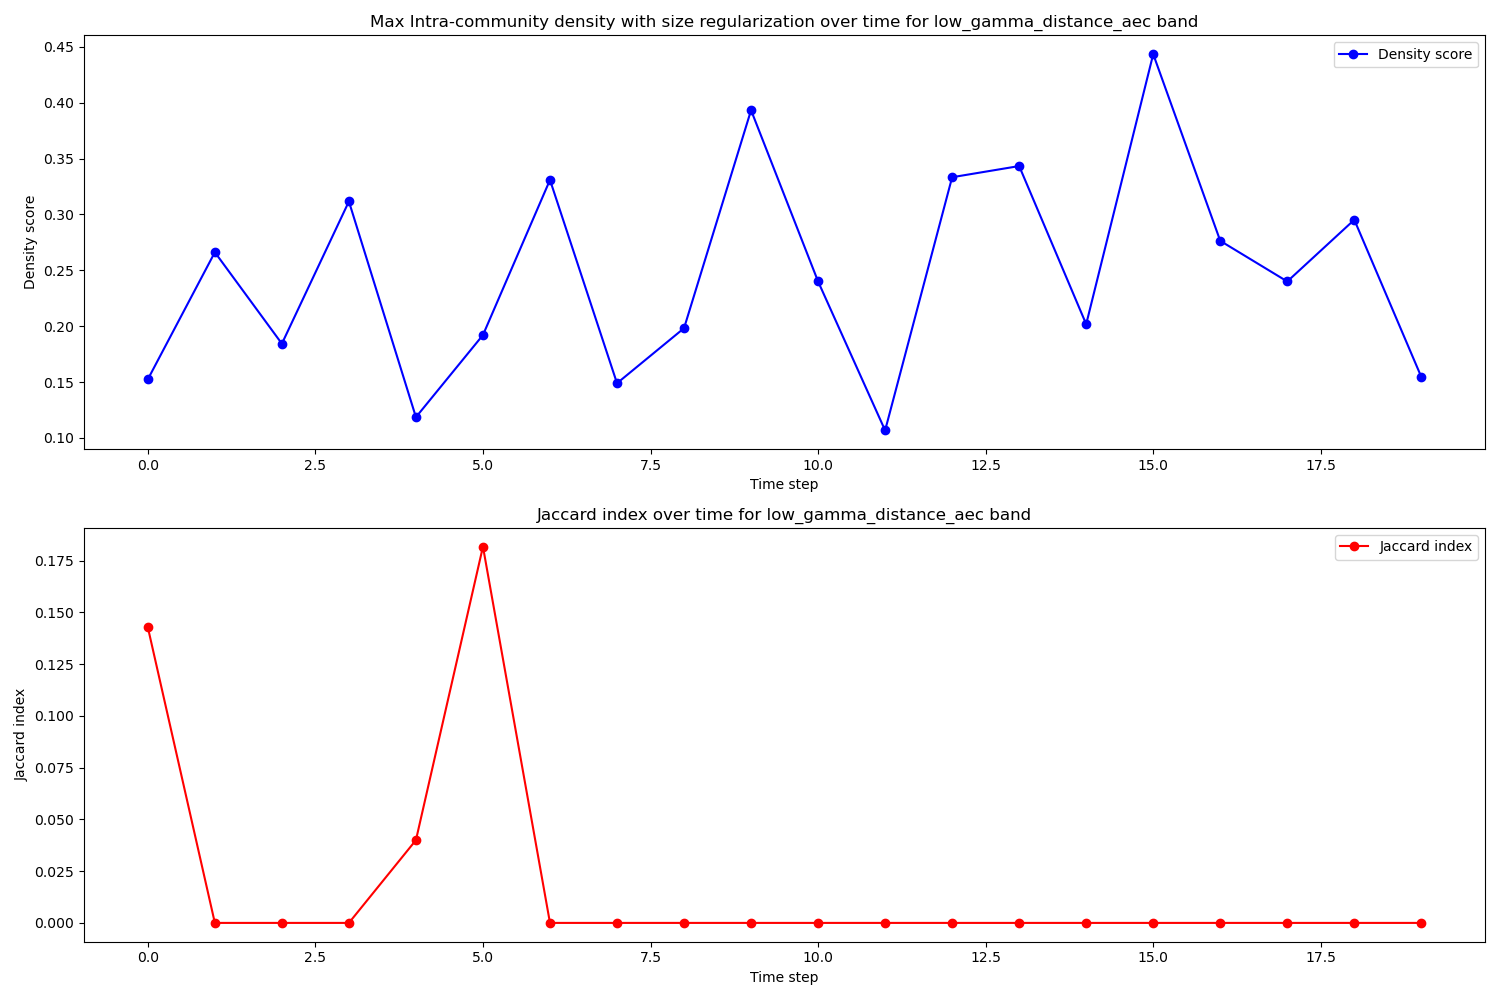 Max Intra-community density with size regularization over time for low_gamma_distance_aec band
Density score
0.45
0.40
0.35
0.30
0.25
0.20
0.15
0.10
Density score
0.0 2.5 5.0 7.5 10.0 12.5 15.0 17.5
Time step
Jaccard index over time for low_gamma_distance_aec band
Jaccard index
0.175
0.150
0.125
0.100
0.075
0.050
0.025
0.000
Jaccard index
0.0 2.5 5.0 7.5 10.0 12.5 15.0 17.5
Time step